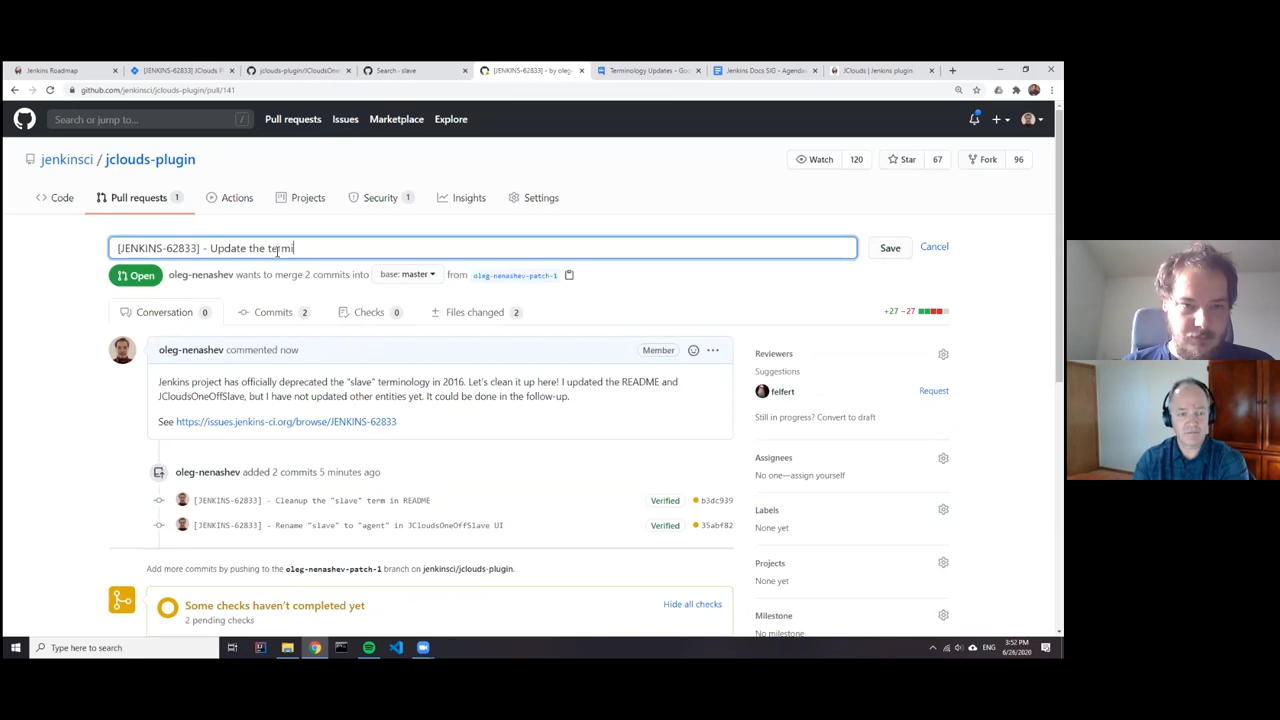 Jenkins Roadmap
[JENKINS-62833] JClouds P
jclouds-plugin/JCloudsOne
Search - slave
[JENKINS-62833] - by oleg-
Terminology Updates - Goo
Jenkins Docs SIG - Agenda
JClouds | Jenkins plugin
github.com/jenkinsci/jclouds-plugin/pull/141
Search or jump to...
/
Pull requests
Issues
Marketplace
Explore
jenkinsci / jclouds-plugin
Watch 120
Star 67
Fork 96
Code
Pull requests 1
Actions
Projects
Security 1
Insights
Settings
[JENKINS-62833] - Update the termi
Save
Cancel
Open
oleg-nenashev wants to merge 2 commits into base: master from oleg-nenashev-patch-1
Conversation 0
Commits 2
Checks 0
Files changed 2
+27 −27
oleg-nenashev commented now
Member
Jenkins project has officially deprecated the "slave" terminology in 2016. Let's clean it up here! I updated the README and
JCloudsOneOffSlave, but I have not updated other entities yet. It could be done in the follow-up.
See https://issues.jenkins-ci.org/browse/JENKINS-62833
oleg-nenashev added 2 commits 5 minutes ago
[JENKINS-62833] - Cleanup the "slave" term in README
Verified
b3dc939
[JENKINS-62833] - Rename "slave" to "agent" in JCloudsOneOffSlave UI
Verified
35abf82
Add more commits by pushing to the oleg-nenashev-patch-1 branch on jenkinsci/jclouds-plugin.
Some checks haven't completed yet
2 pending checks
Hide all checks
Reviewers
Suggestions
felfert
Request
Still in progress? Convert to draft
Assignees
No one—assign yourself
Labels
None yet
Projects
None yet
Milestone
No milestone
Type here to search
ENG
3:52 PM
6/26/2020